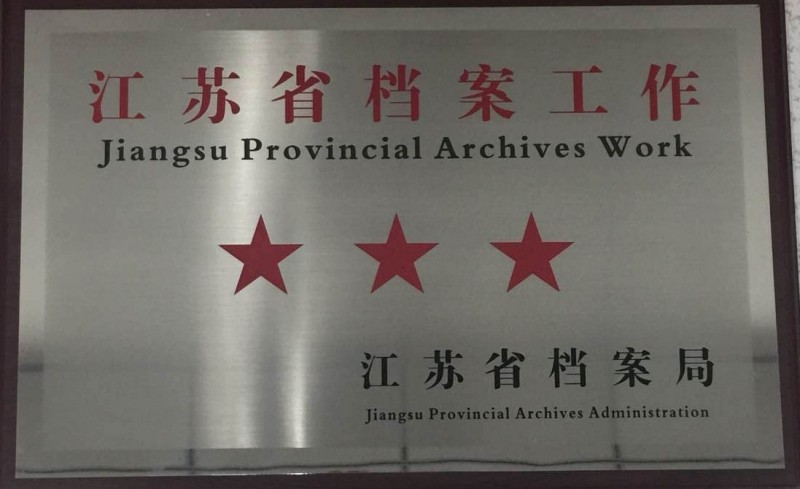 江苏省档案工作
Jiangsu Provincial Archives Work
江苏省档案局
Jiangsu Provincial Archives Administration